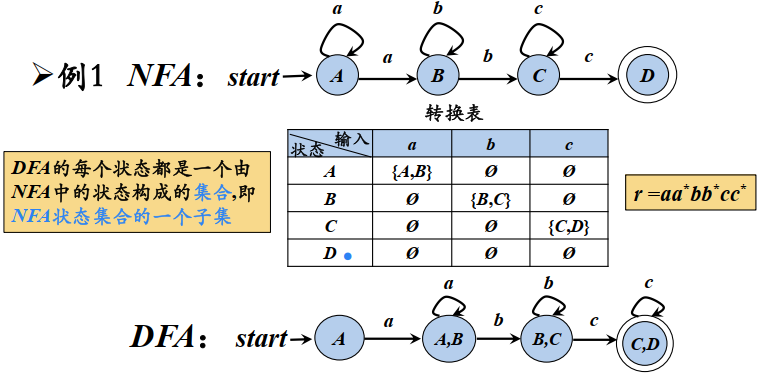 a b c
➢例1 NFA： start A a B b C c D
转换表
输入 状态 a b c
A {A,B} Ø Ø
B Ø {B,C} Ø
C Ø Ø {C,D}
D Ø Ø Ø
DFA的每个状态都是一个由
NFA中的状态构成的集合,即
NFA状态集合的一个子集
r =aa*bb*cc*
a b c
DFA： start A a A,B b B,C c C,D